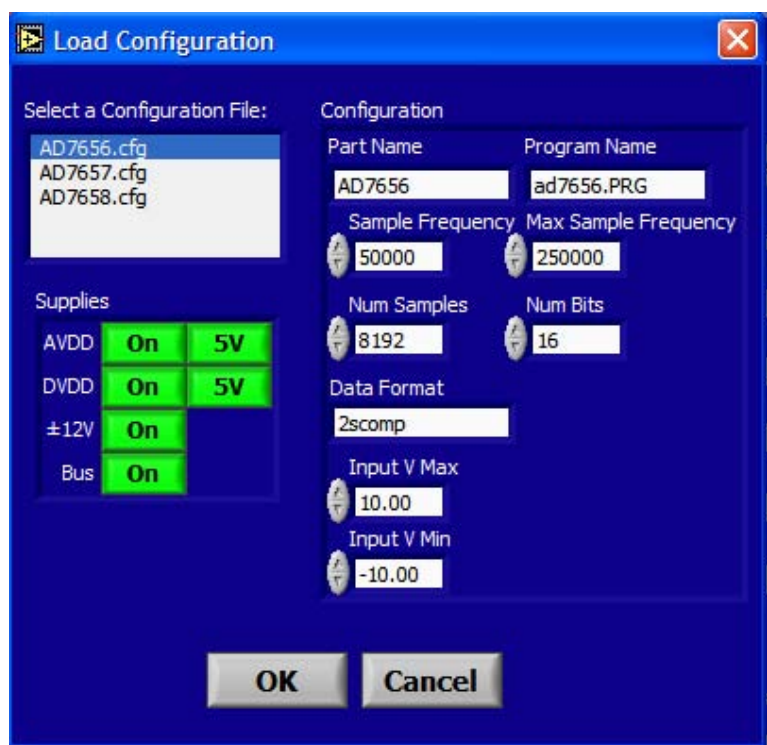 Load Configuration
Select a Configuration File:
AD7656.cfg
AD7657.cfg
AD7658.cfg
Supplies
AVDD On 5V
DVDD On 5V
±12V On
Bus On
Configuration
Part Name Program Name
AD7656 ad7656.PRG
Sample Frequency Max Sample Frequency
50000 250000
Num Samples Num Bits
8192 16
Data Format
2scomp
Input V Max
10.00
Input V Min
-10.00
OK Cancel